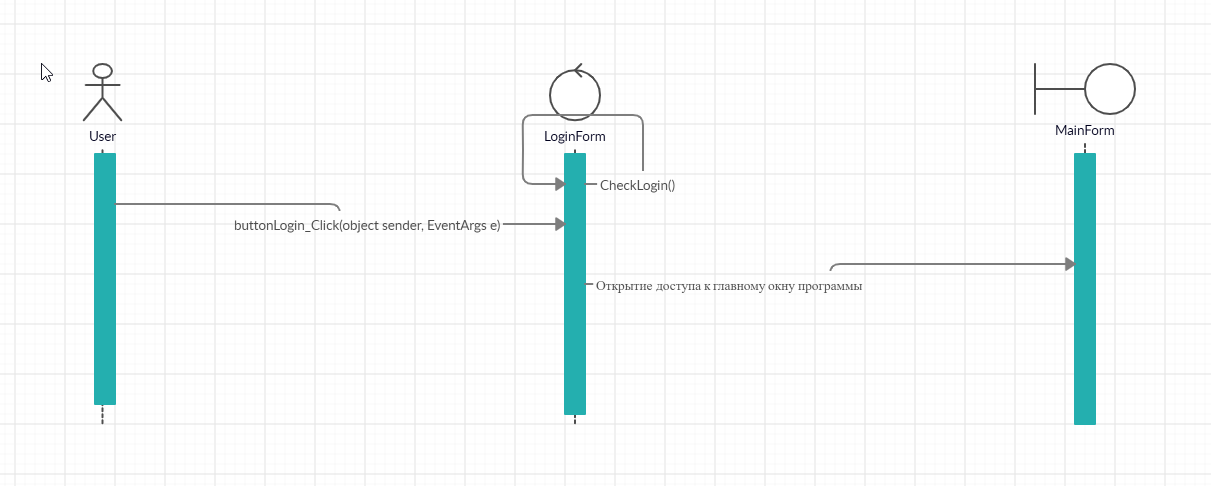 User
LoginForm
MainForm
CheckLogin()
buttonLogin_Click(object sender, EventArgs e)
Открытие доступа к главному окну программы